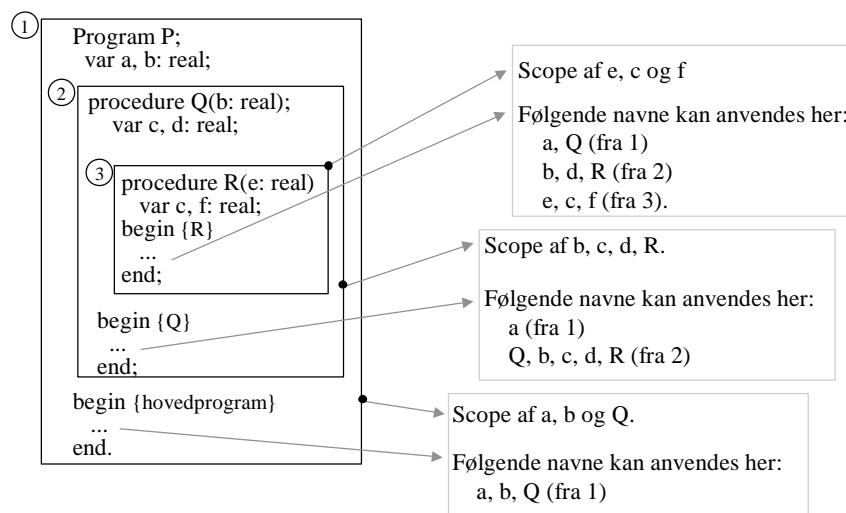 1
Program P;
var a, b: real;
2
procedure Q(b: real);
var c, d: real;
3
procedure R(e: real)
var c, f: real;
begin {R}
...
end;
begin {Q}
...
end;
begin {hovedprogram}
...
end.
Scope af e, c og f
Følgende navne kan anvendes her:
a, Q (fra 1)
b, d, R (fra 2)
e, c, f (fra 3).
Scope af b, c, d, R.
Følgende navne kan anvendes her:
a (fra 1)
Q, b, c, d, R (fra 2)
Scope af a, b og Q.
Følgende navne kan anvendes her:
a, b, Q (fra 1)